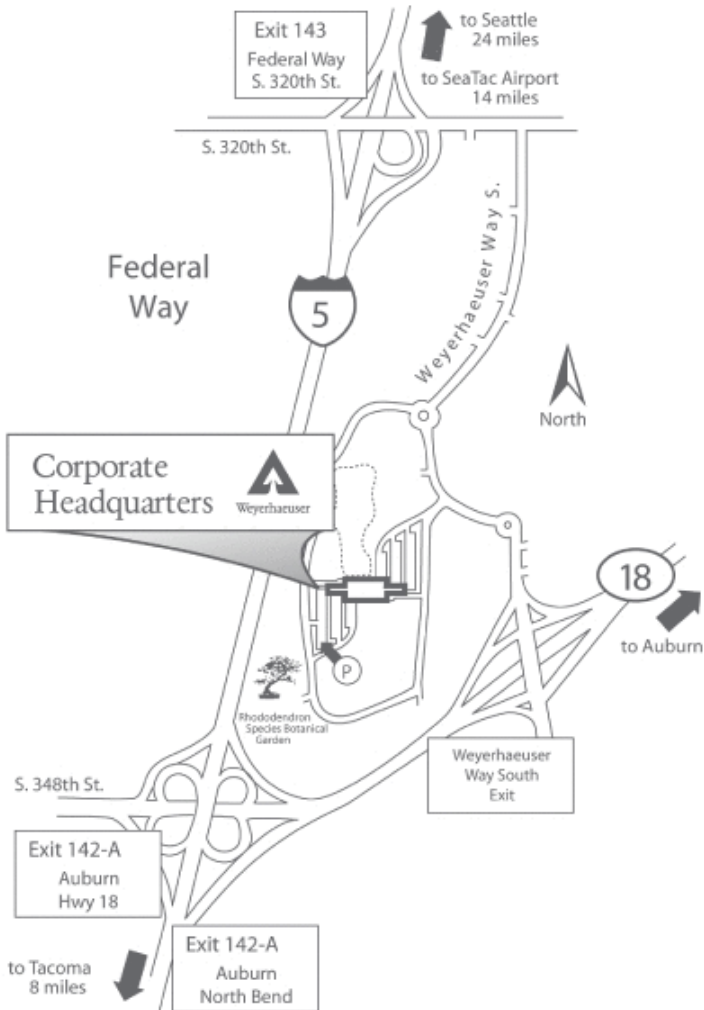 Exit 143
Federal Way
S. 320th St.
to Seattle
24 miles
to SeaTac Airport
14 miles
S. 320th St.
Weyerhaeuser Way S.
Federal
Way
5
North
Corporate
Headquarters
Weyerhaeuser
18
to Auburn
P
Rhododendron
Species Botanical
Garden
Weyerhaeuser
Way South
Exit
S. 348th St.
Exit 142-A
Auburn
Hwy 18
Exit 142-A
Auburn
North Bend
to Tacoma
8 miles